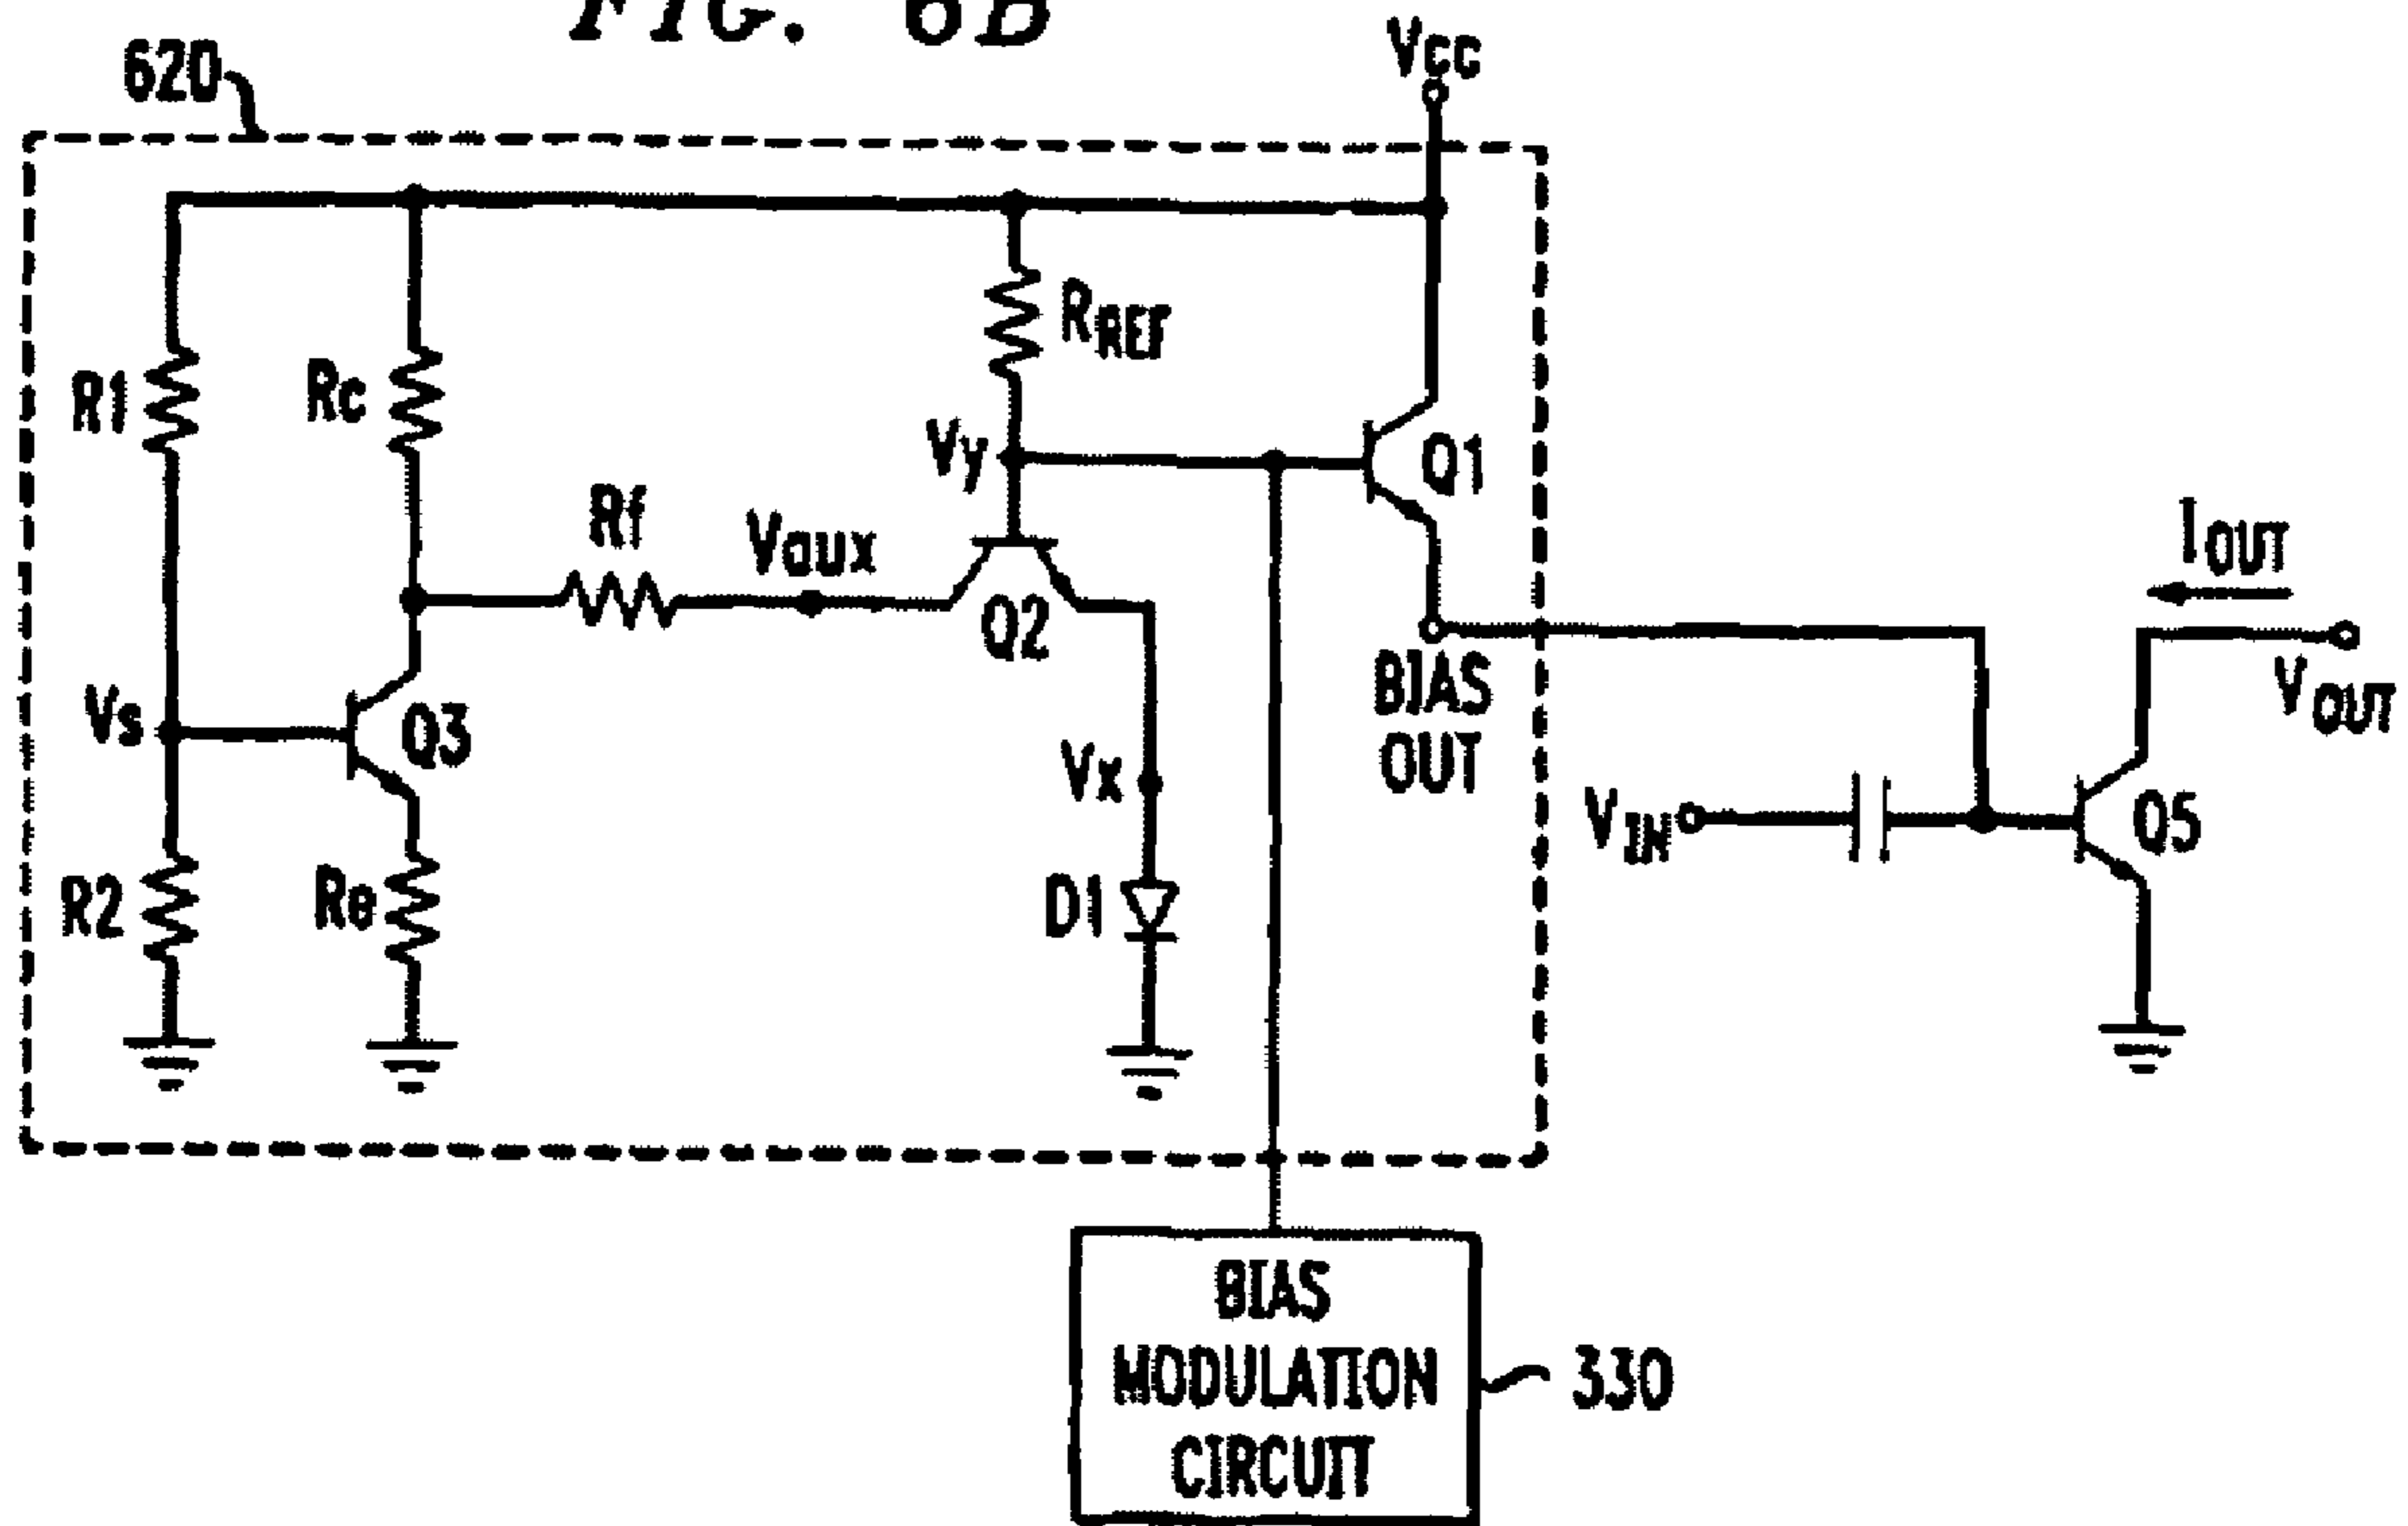 FIG. 6B
620
VCC
R1
Rc
RREF
Vy
Q1
Rf
Vaux
Q2
IOUT
BIAS
OUT
VOUT
Vs
Q3
Vx
VIN
Q5
R2
Re
D1
BIAS
MODULATION
CIRCUIT
330